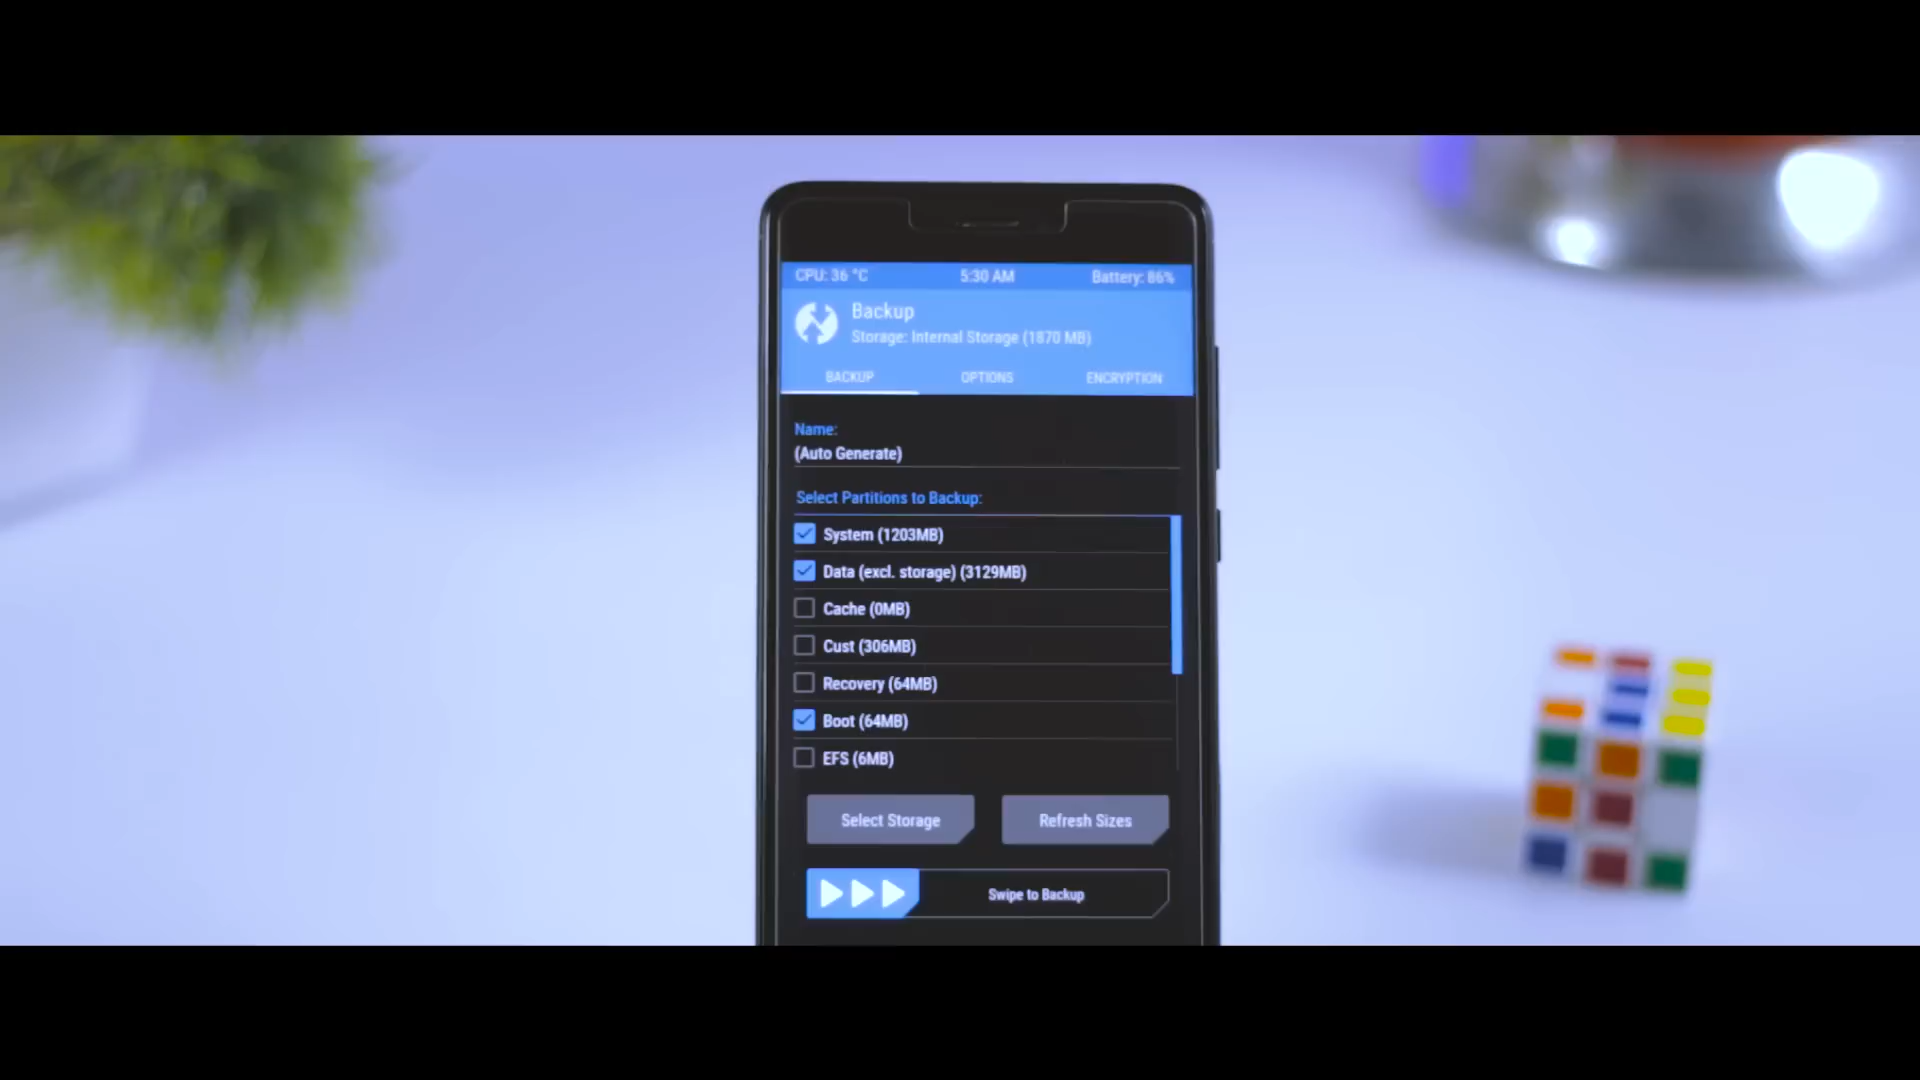 CPU: 36 °C 5:30 AM Battery: 86%
Backup
Storage: Internal Storage (1870 MB)
BACKUP OPTIONS ENCRYPTION
Name:
(Auto Generate)
Select Partitions to Backup:
System (1203MB)
Data (excl. storage) (3129MB)
Cache (0MB)
Cust (306MB)
Recovery (64MB)
Boot (64MB)
EFS (6MB)
Select Storage Refresh Sizes
Swipe to Backup